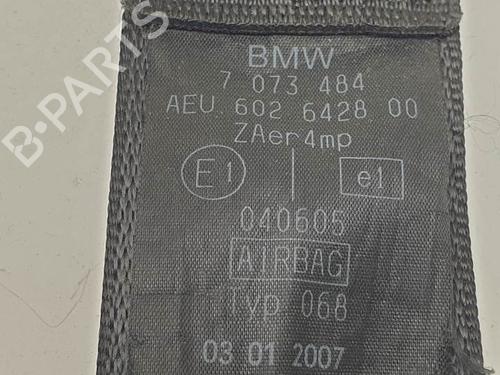 B-PARTS
BMW
7 073 484
AEU 602 6428 00
ZAer4mp
E1 e1
040605
AIRBAG
Typ 068
03 01 2007